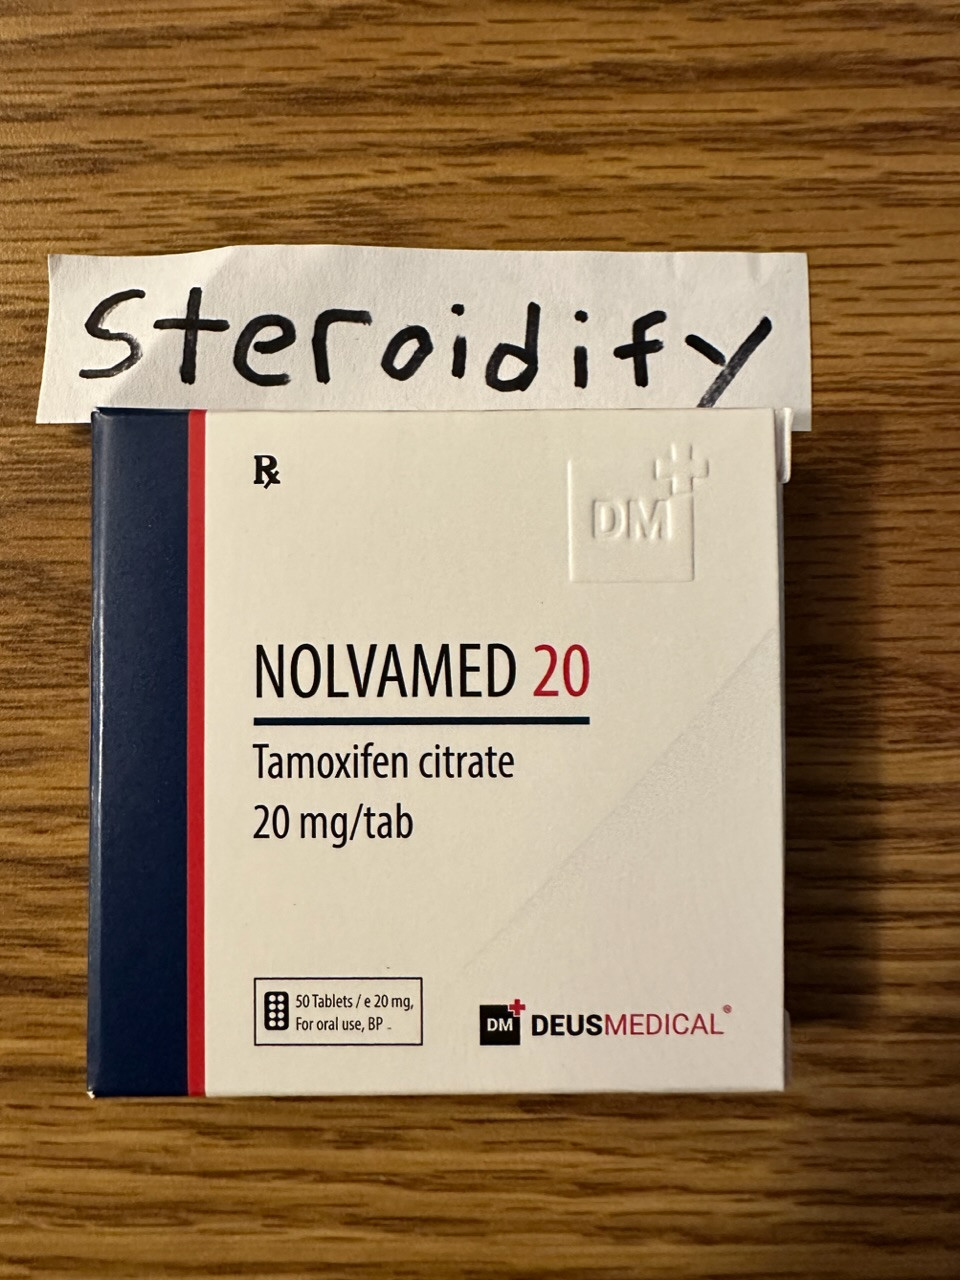 Steroidify
Rx
DM
NOLVAMED 20
Tamoxifen citrate
20 mg/tab
50 Tablets / e 20 mg,
For oral use, BP
DM DEUSMEDICAL®